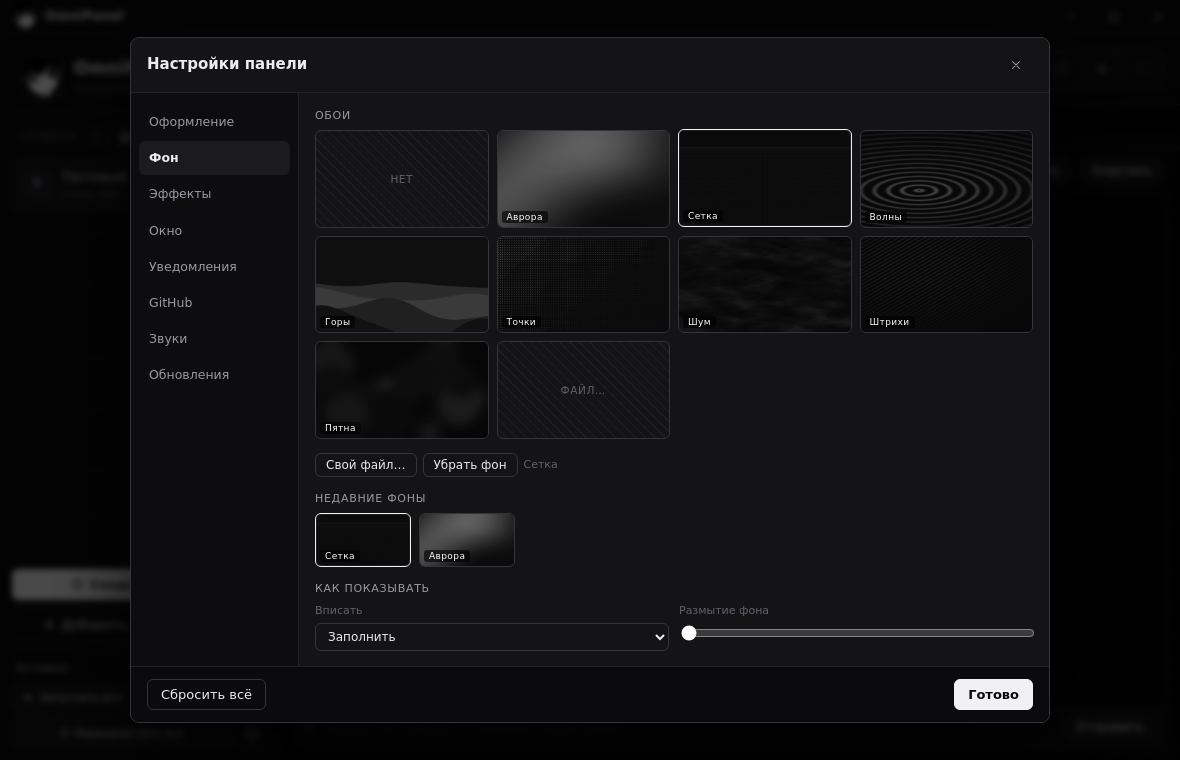 OmniPanel
Настройки панели
Оформление
Фон
Эффекты
Окно
Уведомления
GitHub
Звуки
Обновления
ОБОИ
НЕТ
Аврора
Сетка
Волны
Горы
Точки
Шум
Штрихи
Пятна
ФАЙЛ...
Свой файл...
Убрать фон
Сетка
НЕДАВНИЕ ФОНЫ
Сетка
Аврора
КАК ПОКАЗЫВАТЬ
Вписать
Размытие фона
Заполнить
Сбросить всё
Готово